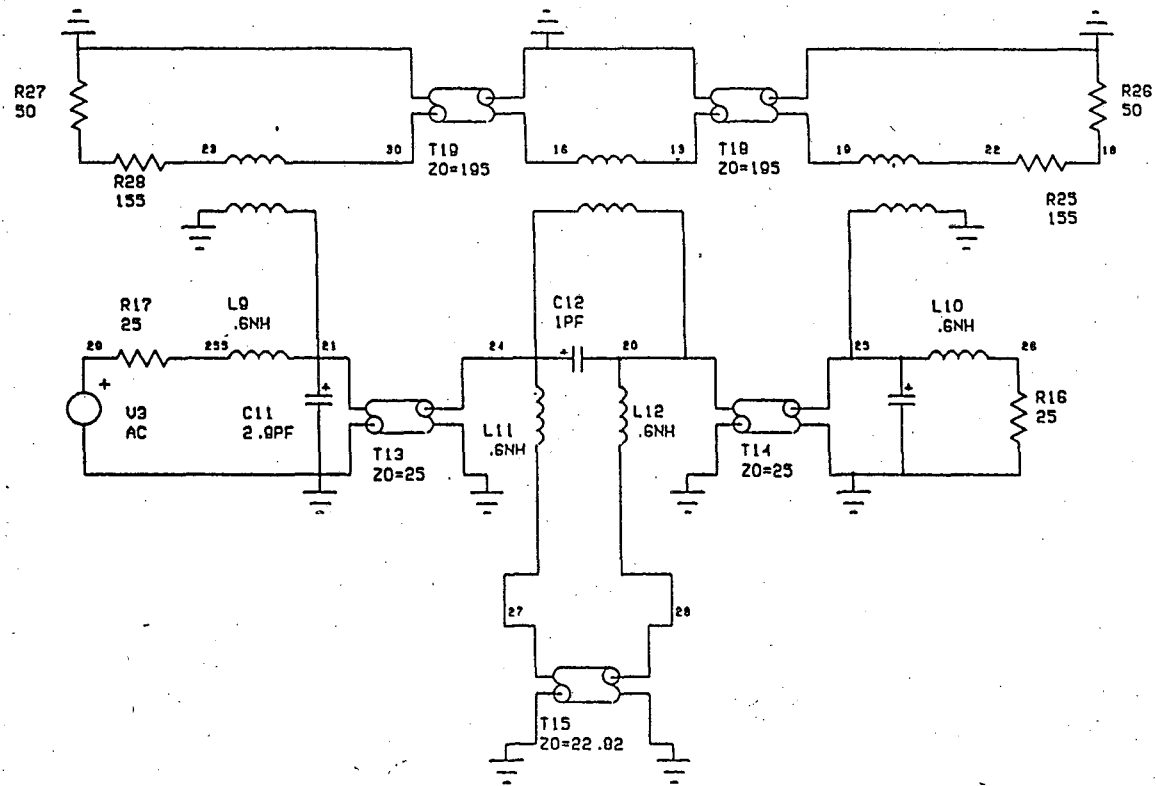 R27
50
R26
50
23
30
T19
Z0=195
16
13
T18
Z0=195
19
22
18
R28
155
R25
155
R17
25
L9
.6NH
C12
1PF
L10
.6NH
29
255
21
24
20
25
26
V3
AC
C11
2.9PF
T13
Z0=25
L11
.6NH
L12
.6NH
T14
Z0=25
R16
25
27
28
T15
Z0=22.92